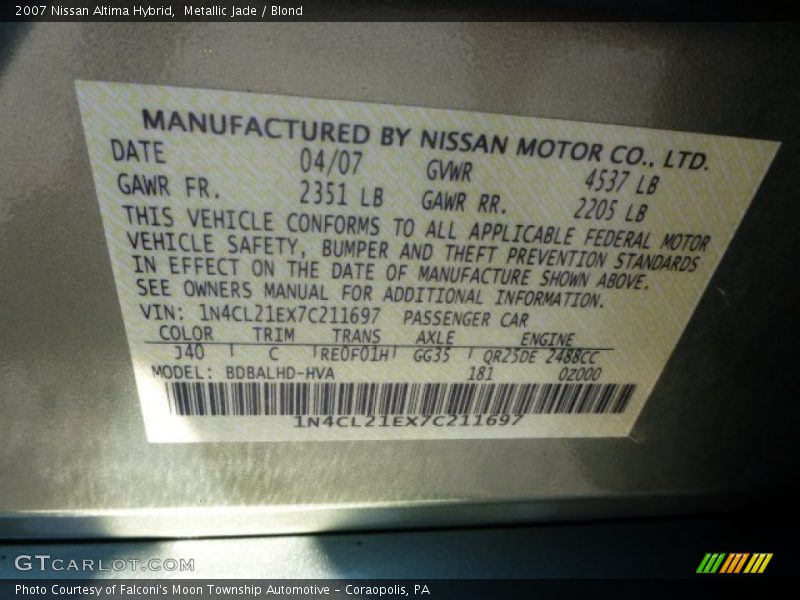 2007 Nissan Altima Hybrid,  Metallic Jade / Blond
MANUFACTURED BY NISSAN MOTOR CO., LTD.
DATE 04/07 GVWR 4537 LB
GAWR FR. 2351 LB GAWR RR. 2205 LB
THIS VEHICLE CONFORMS TO ALL APPLICABLE FEDERAL MOTOR
VEHICLE SAFETY, BUMPER AND THEFT PREVENTION STANDARDS
IN EFFECT ON THE DATE OF MANUFACTURE SHOWN ABOVE.
SEE OWNERS MANUAL FOR ADDITIONAL INFORMATION.
VIN: 1N4CL21EX7C211697 PASSENGER CAR
COLOR TRIM TRANS AXLE ENGINE
J40 C RE0F01H GG35 QR25DE 2488CC
MODEL: BDBALHD-HVA 181 0Z000
1N4CL21EX7C211697
GTCARLOT.COM
Photo Courtesy of Falconi's Moon Township Automotive - Coraopolis, PA